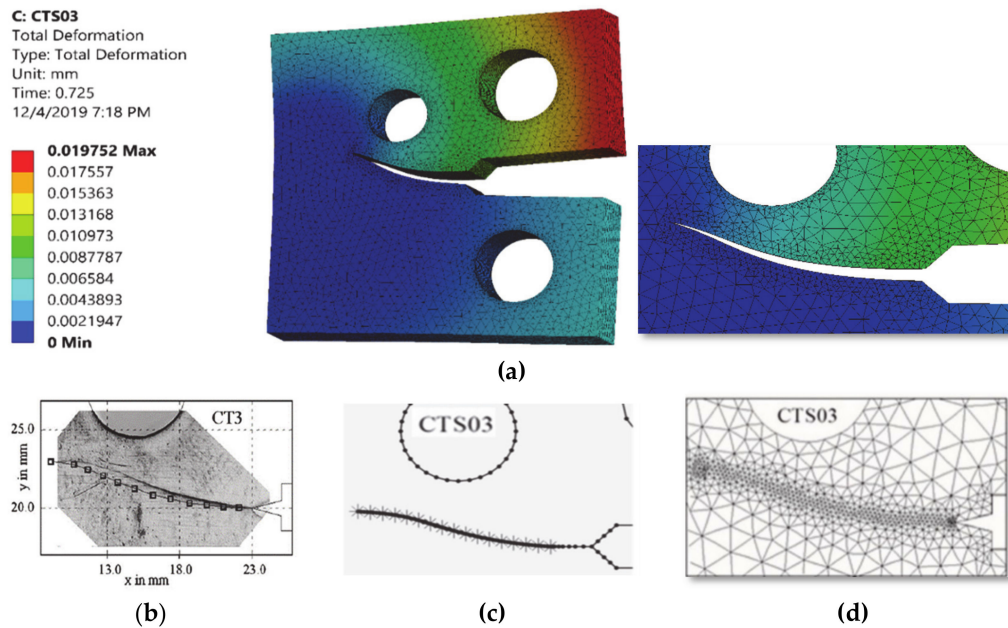 C: CTS03
Total Deformation
Type: Total Deformation
Unit: mm
Time: 0.725
12/4/2019 7:18 PM
0.019752 Max
0.017557
0.015363
0.013168
0.010973
0.0087787
0.006584
0.0043893
0.0021947
0 Min
(a)
CT3
y in mm
25.0
20.0
13.0
18.0
23.0
x in mm
(b)
CTS03
(c)
CTS03
(d)